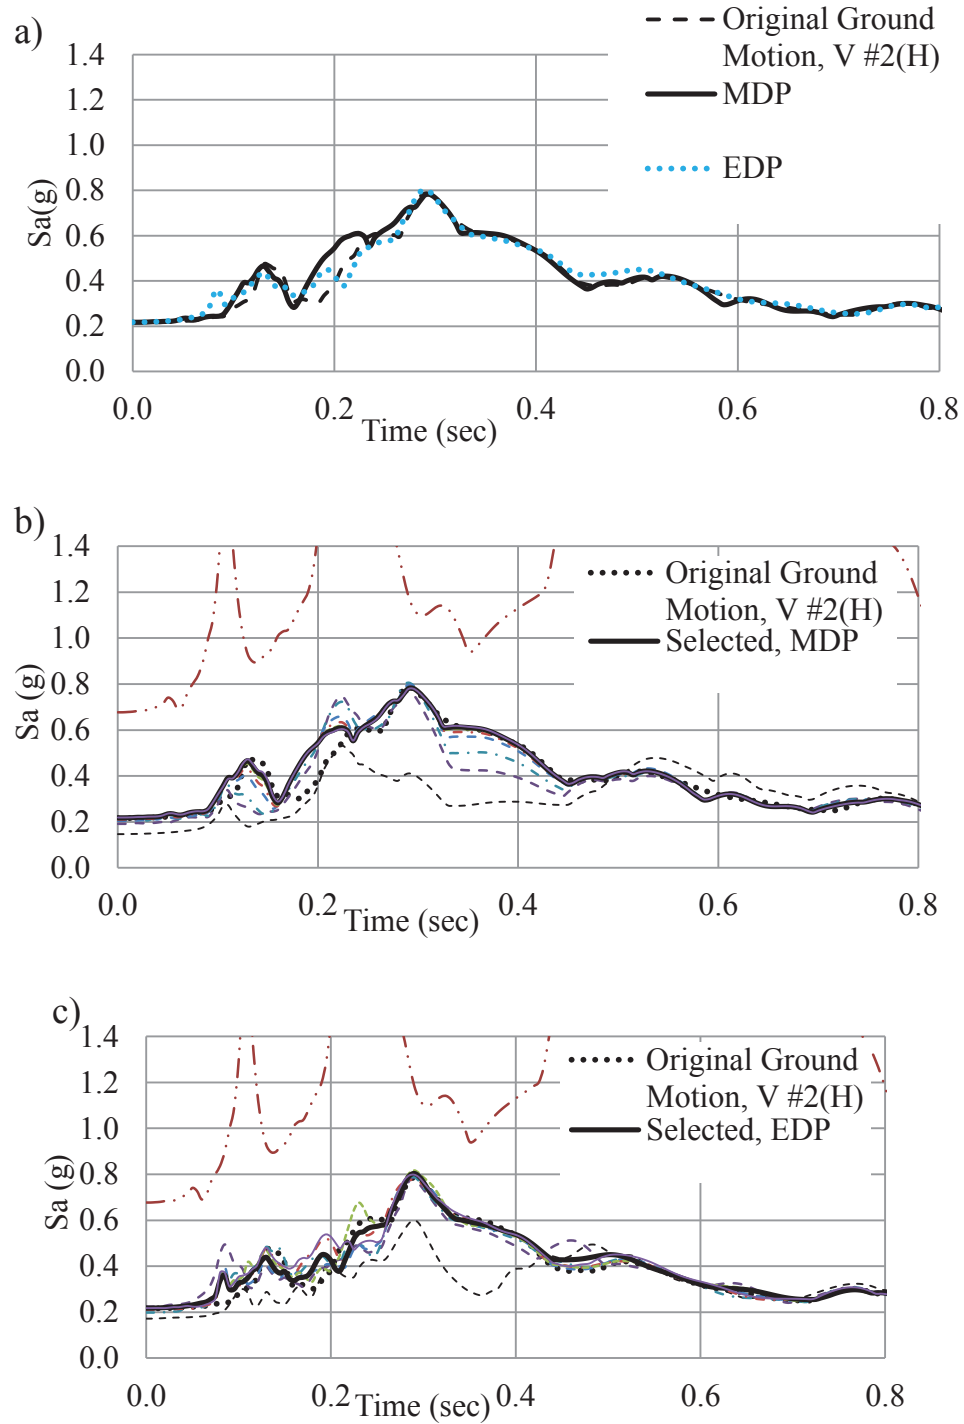 a)
Original Ground
Motion, V #2(H)
MDP
EDP
1.4
1.2
1.0
0.8
0.6
0.4
0.2
0.0
Sa(g)
0.0 0.2 0.4 0.6 0.8
Time (sec)
b)
Original Ground
Motion, V #2(H)
Selected, MDP
1.4
1.2
1.0
0.8
0.6
0.4
0.2
0.0
Sa (g)
0.0 0.2 0.4 0.6 0.8
Time (sec)
c)
Original Ground
Motion, V #2(H)
Selected, EDP
1.4
1.2
1.0
0.8
0.6
0.4
0.2
0.0
Sa (g)
0.0 0.2 0.4 0.6 0.8
Time (sec)